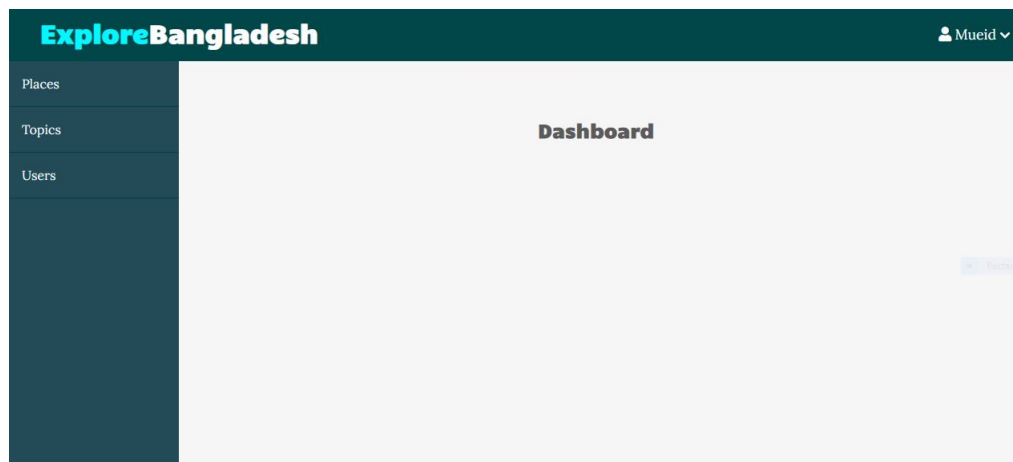 ExploreBangladesh
Mueid
Places
Topics
Dashboard
Users